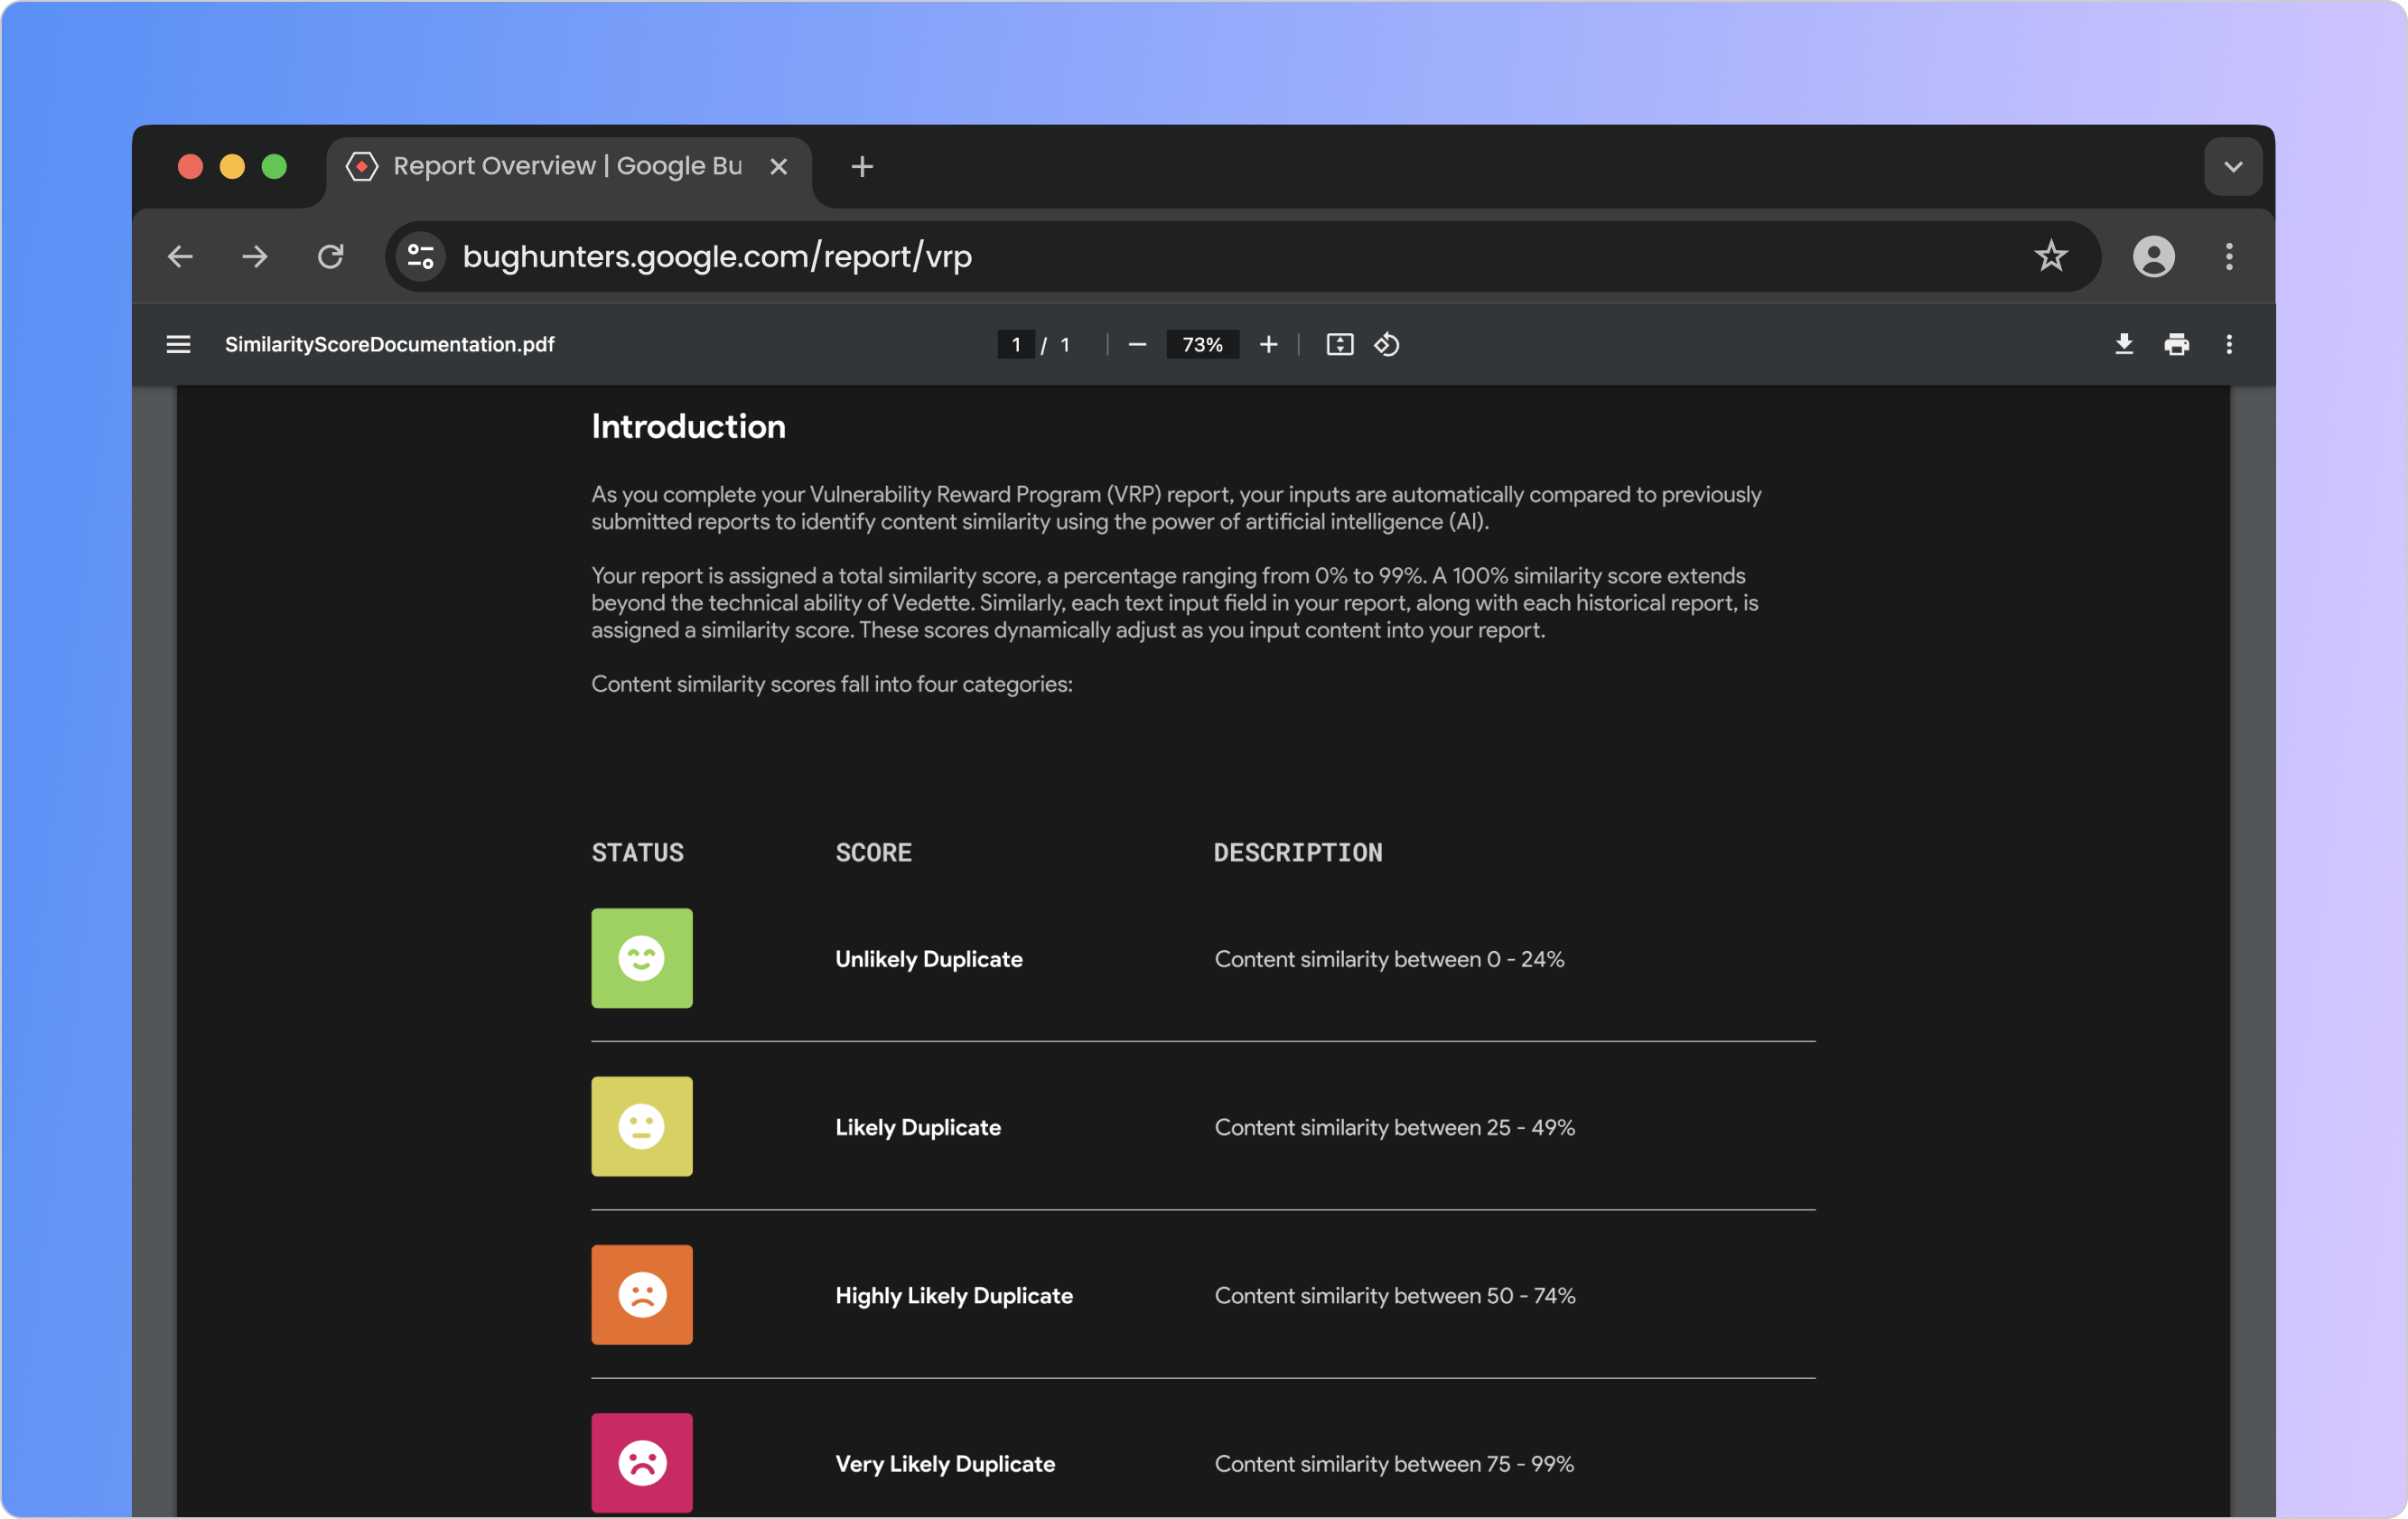 Report Overview | Google Bu
bughunters.google.com/report/vrp
SimilarityScoreDocumentation.pdf
1 / 1
73%
Introduction
As you complete your Vulnerability Reward Program (VRP) report, your inputs are automatically compared to previously
submitted reports to identify content similarity using the power of artificial intelligence (AI).
Your report is assigned a total similarity score, a percentage ranging from 0% to 99%. A 100% similarity score extends
beyond the technical ability of Vedette. Similarly, each text input field in your report, along with each historical report, is
assigned a similarity score. These scores dynamically adjust as you input content into your report.
Content similarity scores fall into four categories:
STATUS SCORE DESCRIPTION
Unlikely Duplicate Content similarity between 0 - 24%
Likely Duplicate Content similarity between 25 - 49%
Highly Likely Duplicate Content similarity between 50 - 74%
Very Likely Duplicate Content similarity between 75 - 99%